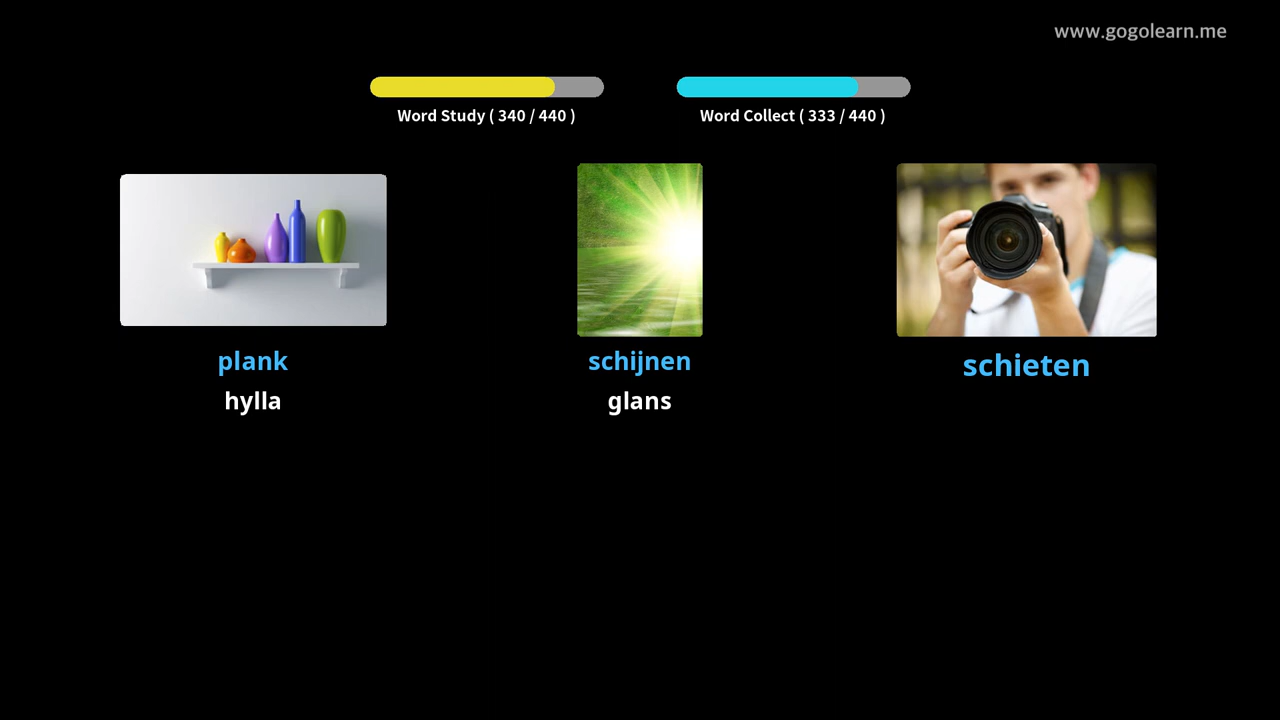 www.gogolearn.me
Word Study ( 340 / 440 )
Word Collect ( 333 / 440 )
plank
schijnen
schieten
hylla
glans